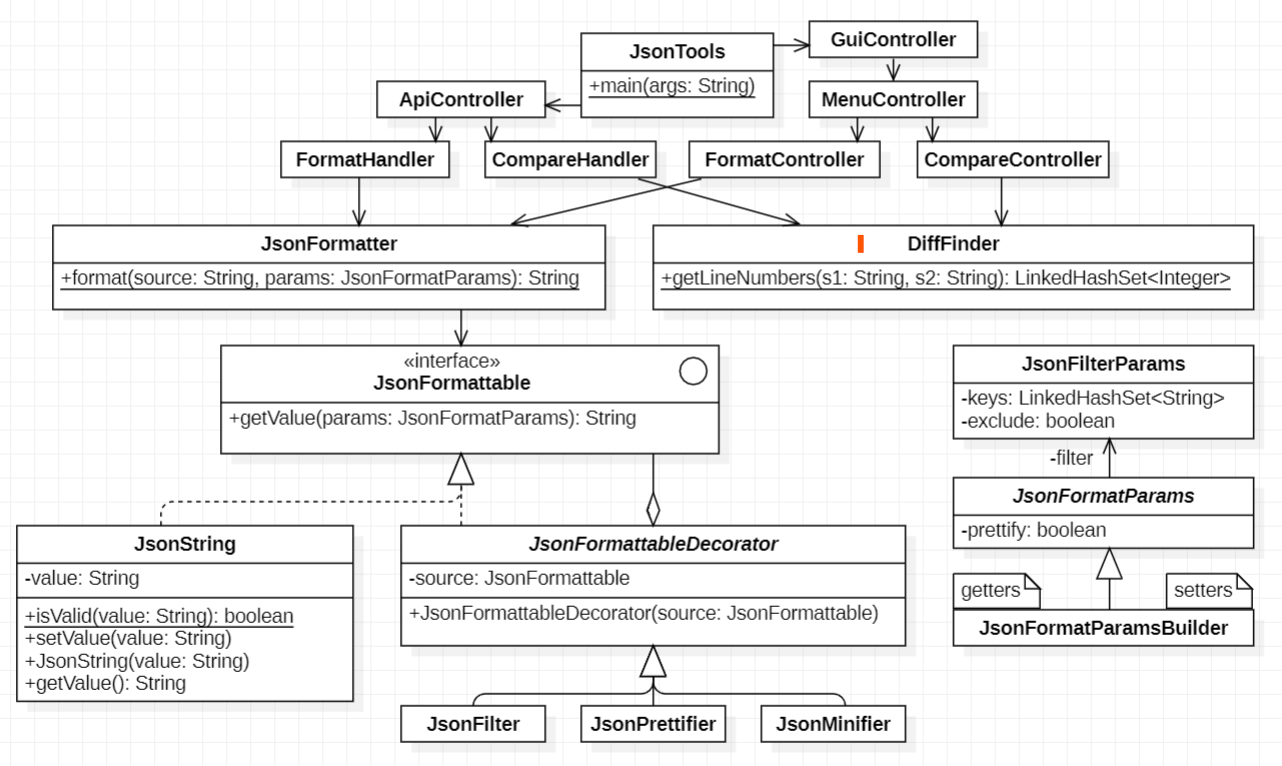 GuiController
JsonTools
+main(args: String)
ApiController
MenuController
FormatHandler
CompareHandler
FormatController
CompareController
JsonFormatter
+format(source: String, params: JsonFormatParams): String
DiffFinder
+getLineNumbers(s1: String, s2: String): LinkedHashSet<Integer>
«interface»
JsonFormattable
+getValue(params: JsonFormatParams): String
JsonFilterParams
-keys: LinkedHashSet<String>
-exclude: boolean
-filter
JsonFormatParams
-prettify: boolean
getters
setters
JsonFormatParamsBuilder
JsonString
-value: String
+isValid(value: String): boolean
+setValue(value: String)
+JsonString(value: String)
+getValue(): String
JsonFormattableDecorator
-source: JsonFormattable
+JsonFormattableDecorator(source: JsonFormattable)
JsonFilter
JsonPrettifier
JsonMinifier